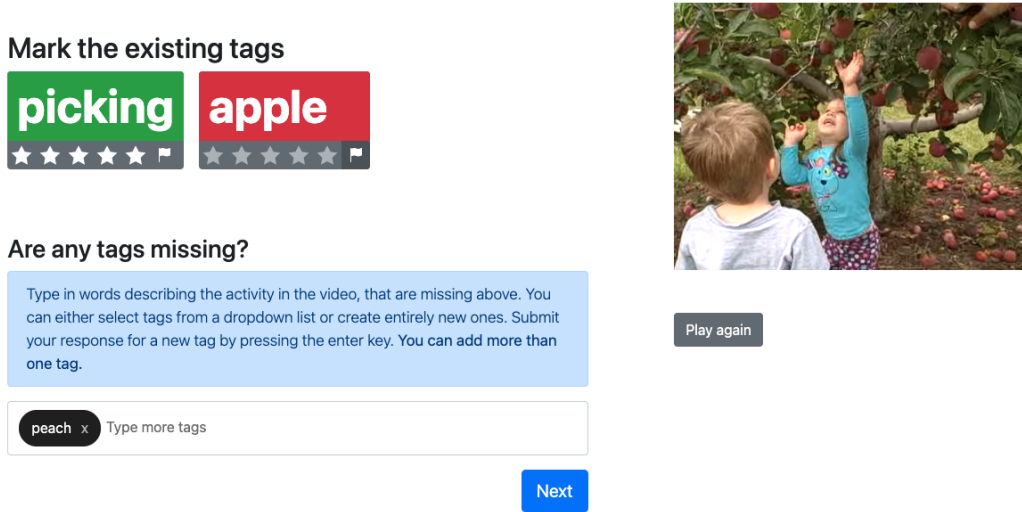 Mark the existing tags
picking
apple
Are any tags missing?
Type in words describing the activity in the video, that are missing above. You
can either select tags from a dropdown list or create entirely new ones. Submit
your response for a new tag by pressing the enter key. You can add more than
one tag.
peach x Type more tags
Next
Play again